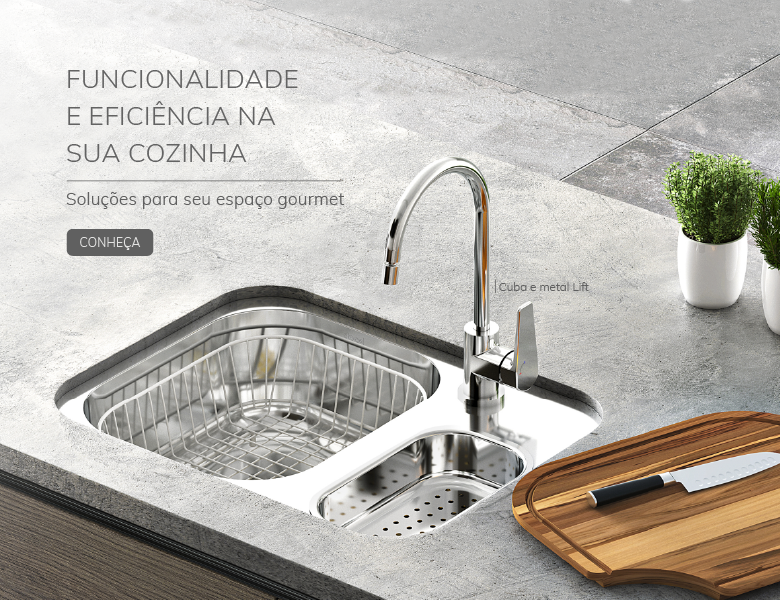 FUNCIONALIDADE
E EFICIÊNCIA NA
SUA COZINHA
Soluções para seu espaço gourmet
CONHEÇA
Cuba e metal Lift